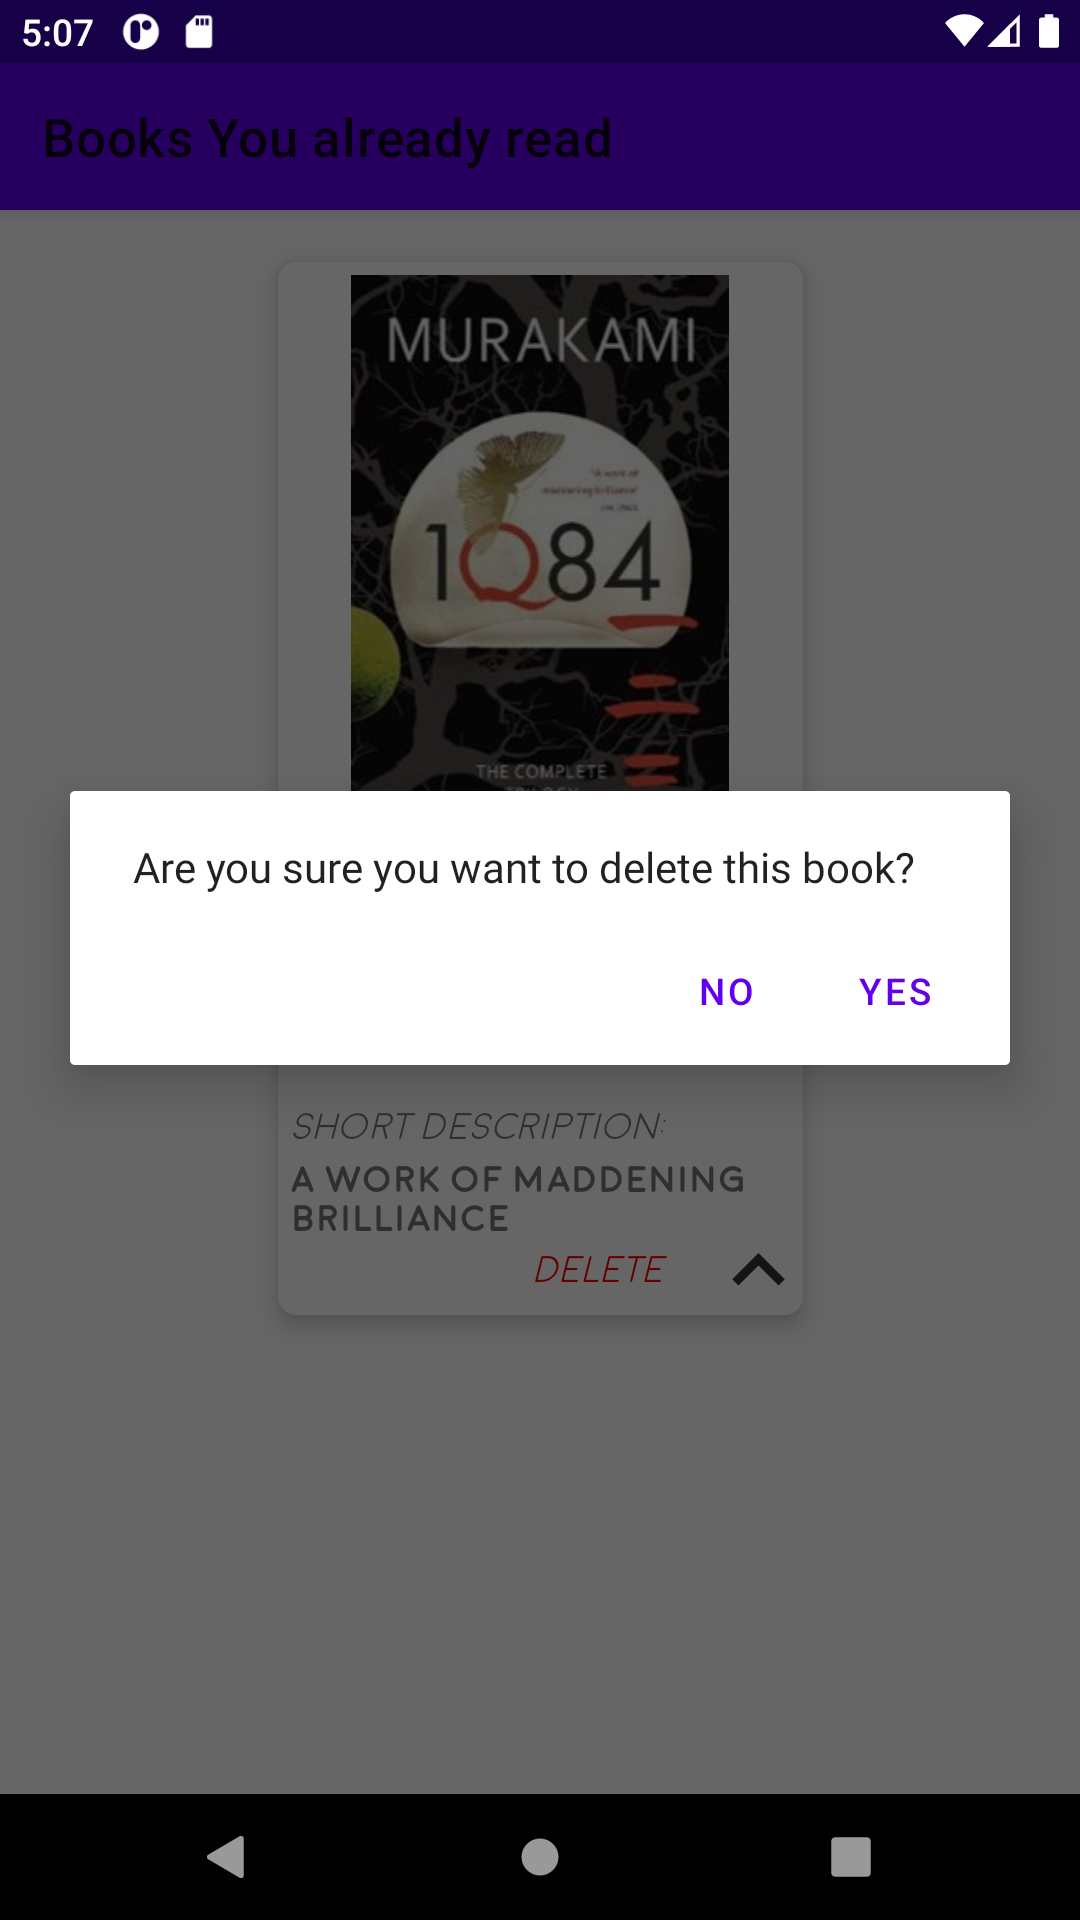 5:07
Books You already read
MURAKAMI
'A work of
maddening brilliance'
1Q84
THE COMPLETE
Are you sure you want to delete this book?
NO YES
SHORT DESCRIPTION:
A WORK OF MADDENING
BRILLIANCE
DELETE